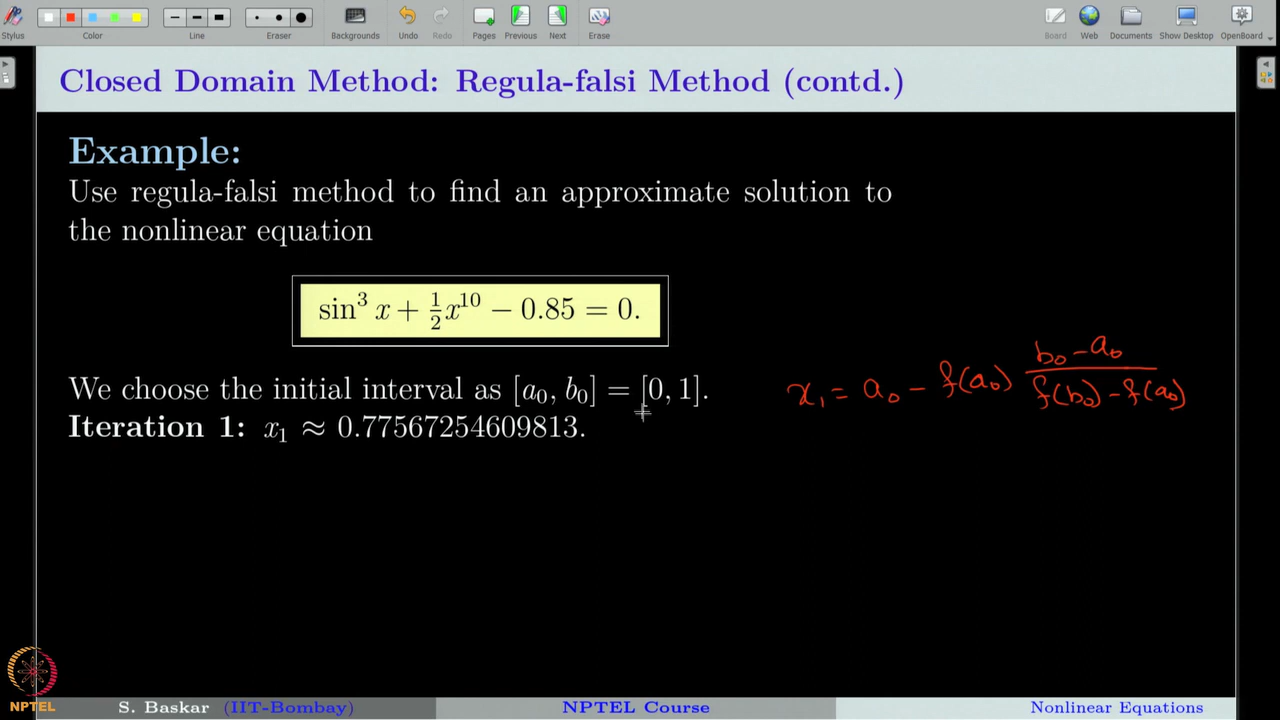 Stylus
Color
Line
Eraser
Backgrounds
Undo
Redo
Pages
Previous
Next
Erase
Board
Web
Documents
Show Desktop
OpenBoard
Closed Domain Method: Regula-falsi Method (contd.)
Example:
Use regula-falsi method to find an approximate solution to
the nonlinear equation
sin³ x + ½x¹⁰ − 0.85 = 0.
We choose the initial interval as [a₀, b₀] = [0, 1].
x₁ = a₀ − f(a₀) (b₀ − a₀)/(f(b₀) − f(a₀))
Iteration 1: x₁ ≈ 0.77567254609813.
NPTEL
S. Baskar (IIT-Bombay)
NPTEL Course
Nonlinear Equations